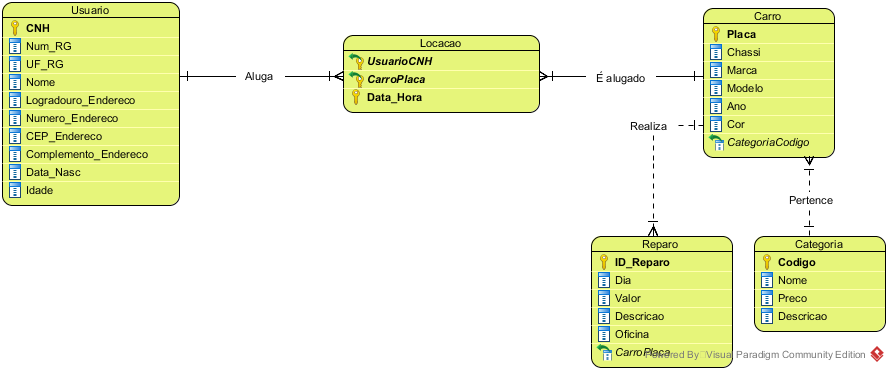 Usuario
CNH
Num_RG
UF_RG
Nome
Logradouro_Endereco
Numero_Endereco
CEP_Endereco
Complemento_Endereco
Data_Nasc
Idade
Aluga
Locacao
UsuarioCNH
CarroPlaca
Data_Hora
É alugado
Carro
Placa
Chassi
Marca
Modelo
Ano
Cor
CategoriaCodigo
Realiza
Pertence
Reparo
ID_Reparo
Dia
Valor
Descricao
Oficina
CarroPlaca
Categoria
Codigo
Nome
Preco
Descricao
Powered By Visual Paradigm Community Edition